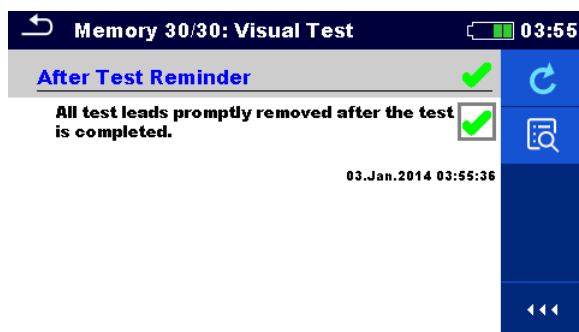 Memory 30/30: Visual Test
03:55
After Test Reminder
All test leads promptly removed after the test
is completed.
03.Jan.2014 03:55:36